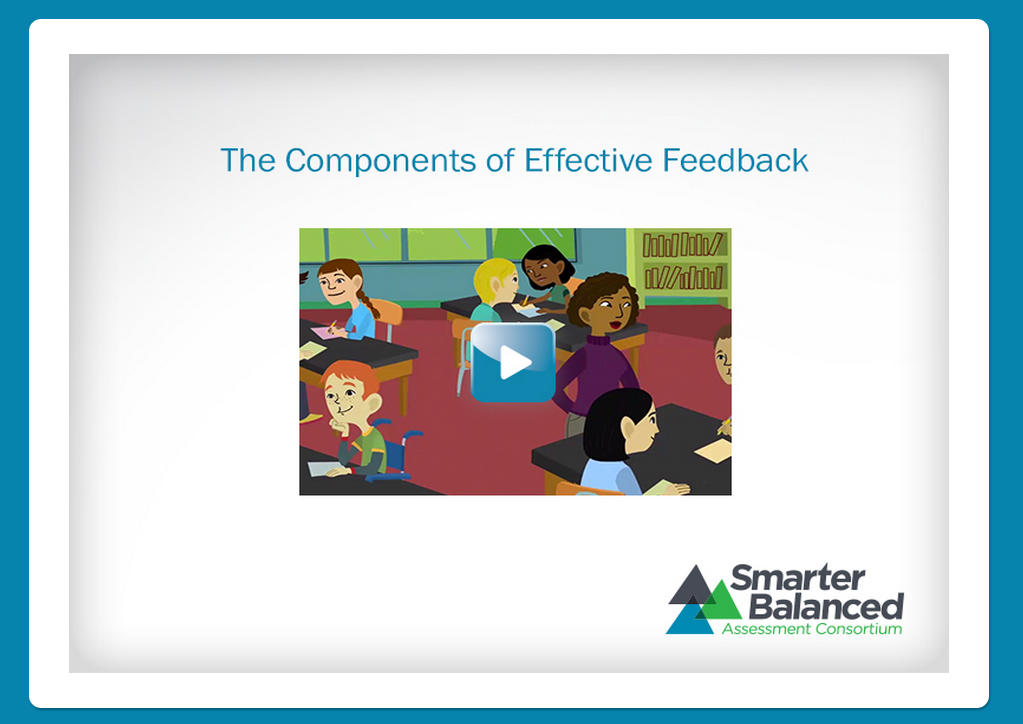 The Components of Effective Feedback
Smarter
Balanced
Assessment Consortium